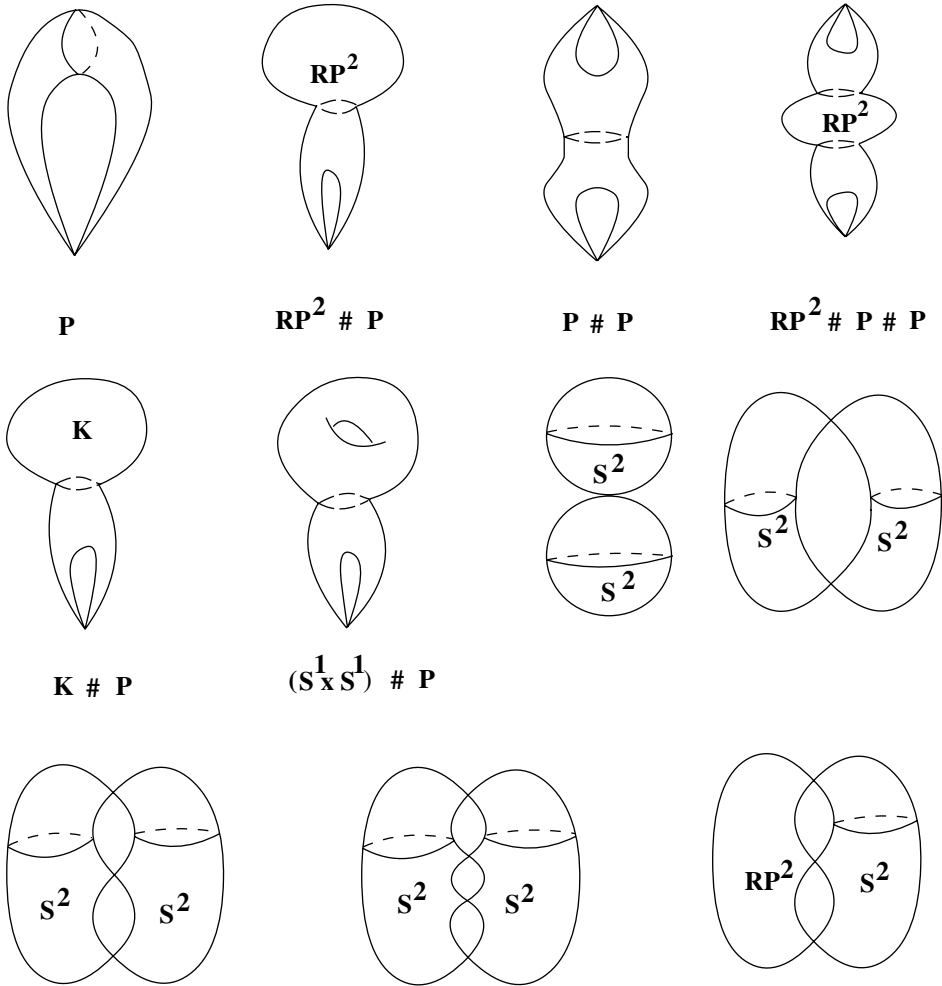 RP²
RP²
P
RP² # P
P # P
RP² # P # P
K
S²
S²
S² S²
K # P
(S¹x S¹) # P
S² S²
S² S²
RP² S²